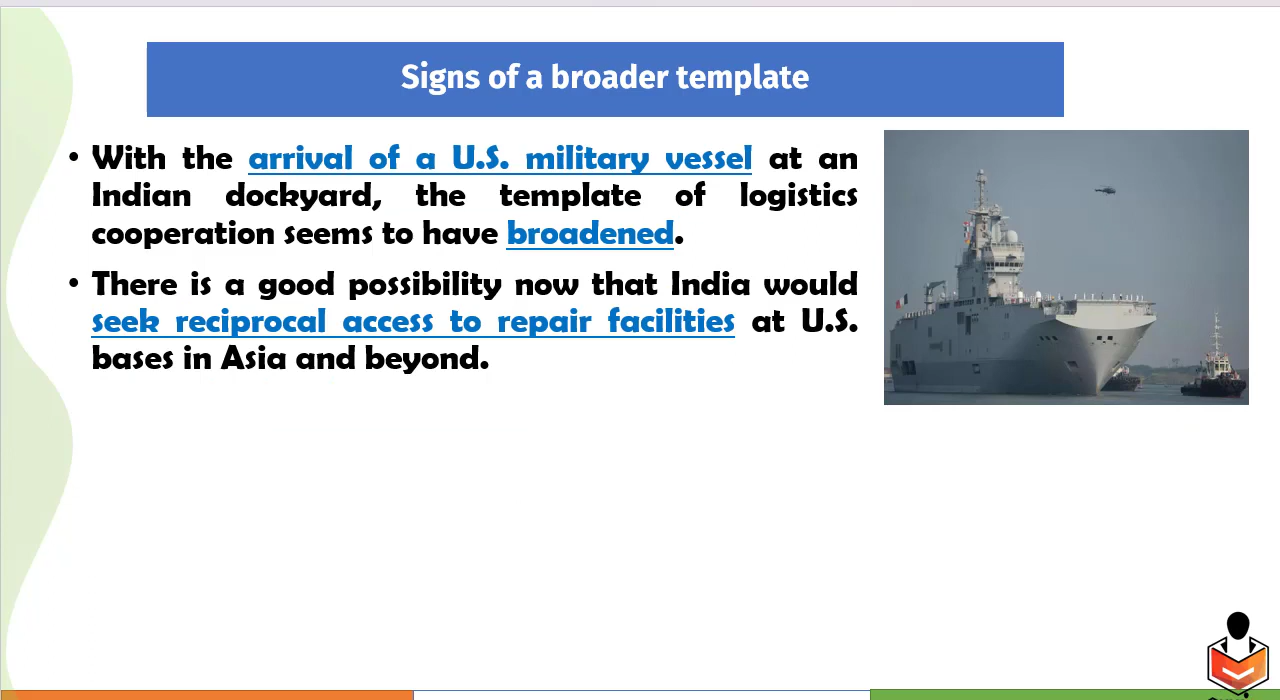 Signs of a broader template
• With the arrival of a U.S. military vessel at an
Indian dockyard, the template of logistics
cooperation seems to have broadened.
• There is a good possibility now that India would
seek reciprocal access to repair facilities at U.S.
bases in Asia and beyond.